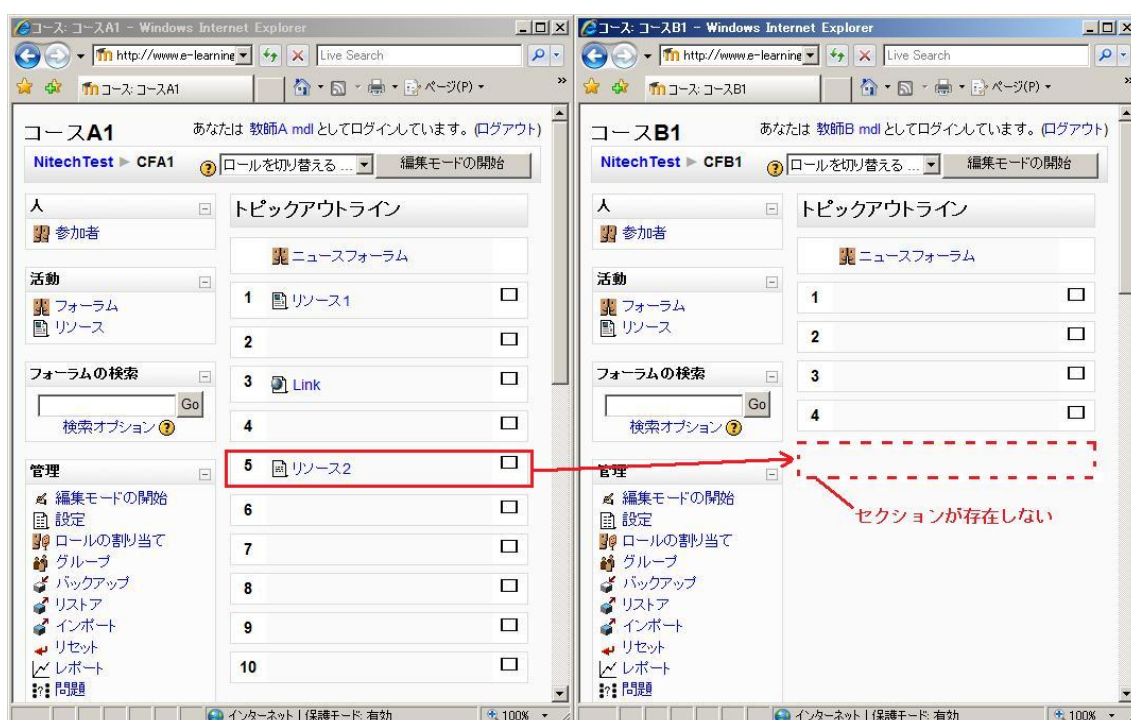 コース: コースA1 - Windows Internet Explorer
http://www.e-learning
Live Search
コース: コースA1
ページ(P)
»
コースA1
あなたは 教師A mdl としてログインしています。(ログアウト)
NitechTest ► CFA1
ロールを切り替える ...
編集モードの開始
人
参加者
活動
フォーラム
リソース
フォーラムの検索
Go
検索オプション
管理
編集モードの開始
設定
ロールの割り当て
グループ
バックアップ
リストア
インポート
リセット
レポート
問題
トピックアウトライン
ニュースフォーラム
1 リソース1
2
3 Link
4
5 リソース2
6
7
8
9
10
インターネット | 保護モード: 有効
100%
コース: コースB1 - Windows Internet Explorer
http://www.e-learning
Live Search
コース: コースB1
ページ(P)
»
コースB1
あなたは 教師B mdl としてログインしています。(ログアウト)
NitechTest ► CFB1
ロールを切り替える ...
編集モードの開始
人
参加者
活動
フォーラム
リソース
フォーラムの検索
Go
検索オプション
管理
編集モードの開始
設定
ロールの割り当て
グループ
バックアップ
リストア
インポート
リセット
レポート
問題
トピックアウトライン
ニュースフォーラム
1
2
3
4
セクションが存在しない
インターネット | 保護モード: 有効
100%